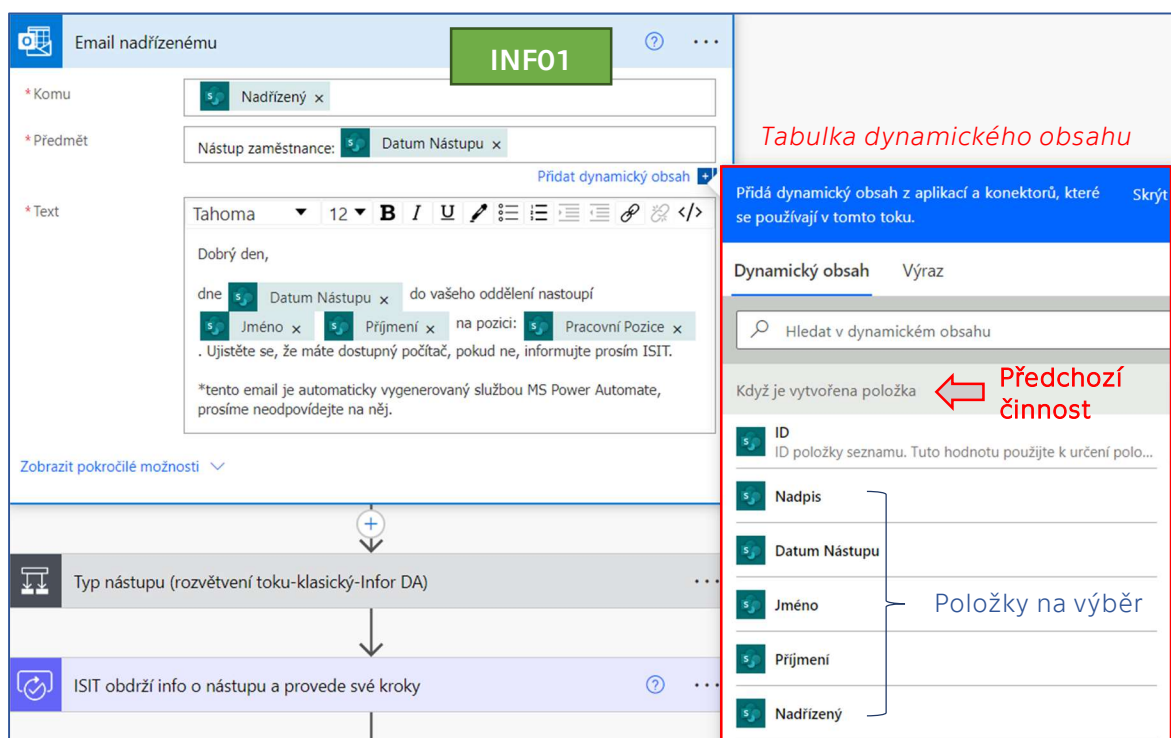 Email nadřízenému
INFO1
*Komu
Nadřízený ×
*Předmět
Nástup zaměstnance: Datum Nástupu ×
Přidat dynamický obsah
*Text
Tahoma 12 B I U </>
Dobrý den,
dne Datum Nástupu × do vašeho oddělení nastoupí
Jméno × Příjmení × na pozici: Pracovní Pozice ×
. Ujistěte se, že máte dostupný počítač, pokud ne, informujte prosím ISIT.
*tento email je automaticky vygenerovaný službou MS Power Automate,
prosíme neodpovídejte na něj.
Zobrazit pokročilé možnosti
Typ nástupu (rozvětvení toku-klasický-Infor DA)
ISIT obdrží info o nástupu a provede své kroky
Tabulka dynamického obsahu
Přidá dynamický obsah z aplikací a konektorů, které
se používají v tomto toku.
Skrýt
Dynamický obsah Výraz
Hledat v dynamickém obsahu
Když je vytvořena položka
Předchozí
činnost
ID
ID položky seznamu. Tuto hodnotu použijte k určení polo...
Nadpis
Datum Nástupu
Jméno
Položky na výběr
Příjmení
Nadřízený